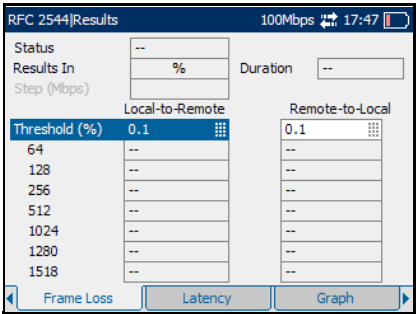 RFC 2544|Results 100Mbps 17:47
Status --
Results In % Duration --
Step (Mbps)
Local-to-Remote Remote-to-Local
Threshold (%) 0.1 0.1
64 -- --
128 -- --
256 -- --
512 -- --
1024 -- --
1280 -- --
1518 -- --
Frame Loss Latency Graph